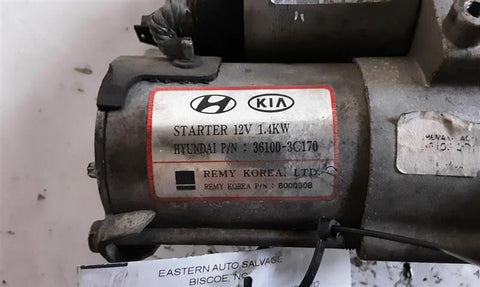 KIA
STARTER 12V 1.4KW
HYUNDAI P/N : 36100-3C170
REMY KOREA. LTD.
REMY KOREA P/N : 8000308
EASTERN AUTO SALVAGE
BISCOE, NC